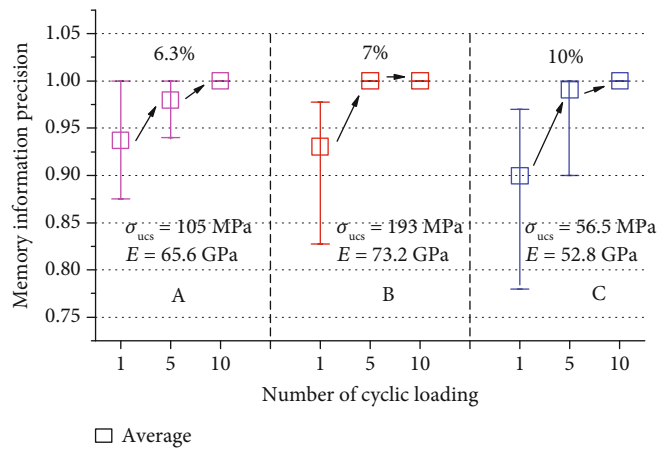 Memory information precision
1.05
1.00
0.95
0.90
0.85
0.80
0.75
6.3%
7%
10%
σucs = 105 MPa
E = 65.6 GPa
A
σucs = 193 MPa
E = 73.2 GPa
B
σucs = 56.5 MPa
E = 52.8 GPa
C
1 5 10 1 5 10 1 5 10
Number of cyclic loading
Average